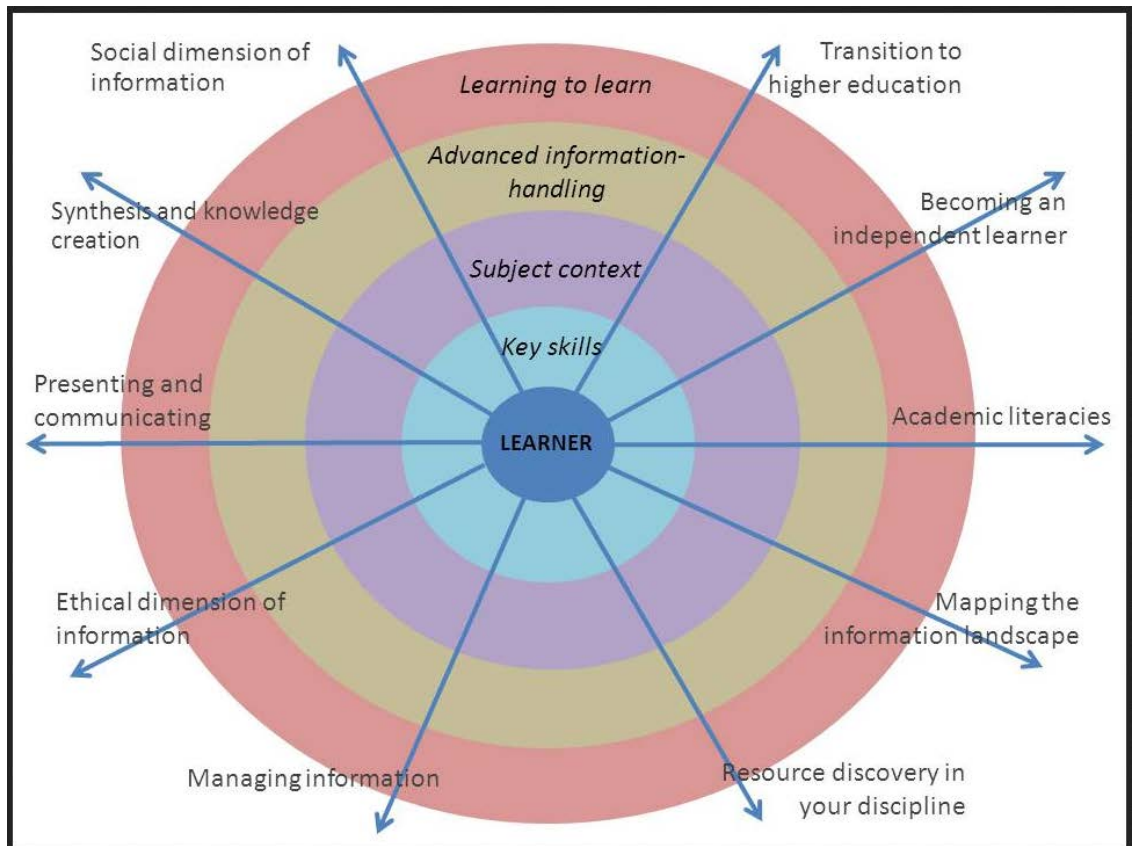 Social dimension of
information
Transition to
higher education
Learning to learn
Advanced information-
handling
Synthesis and knowledge
creation
Becoming an
independent learner
Subject context
Key skills
Presenting and
communicating
LEARNER
Academic literacies
Ethical dimension of
information
Mapping the
information landscape
Managing information
Resource discovery in
your discipline